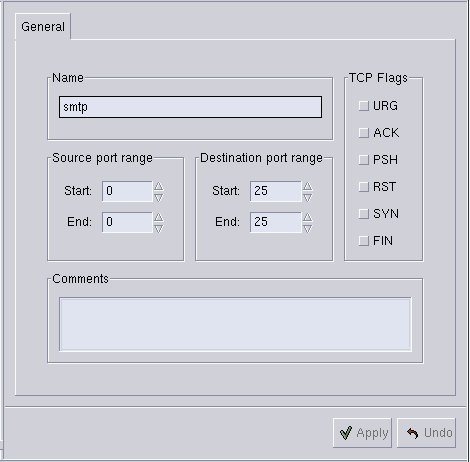 General
Name
smtp
TCP Flags
URG
ACK
PSH
RST
SYN
FIN
Source port range
Start: 0
End: 0
Destination port range
Start: 25
End: 25
Comments
Apply
Undo